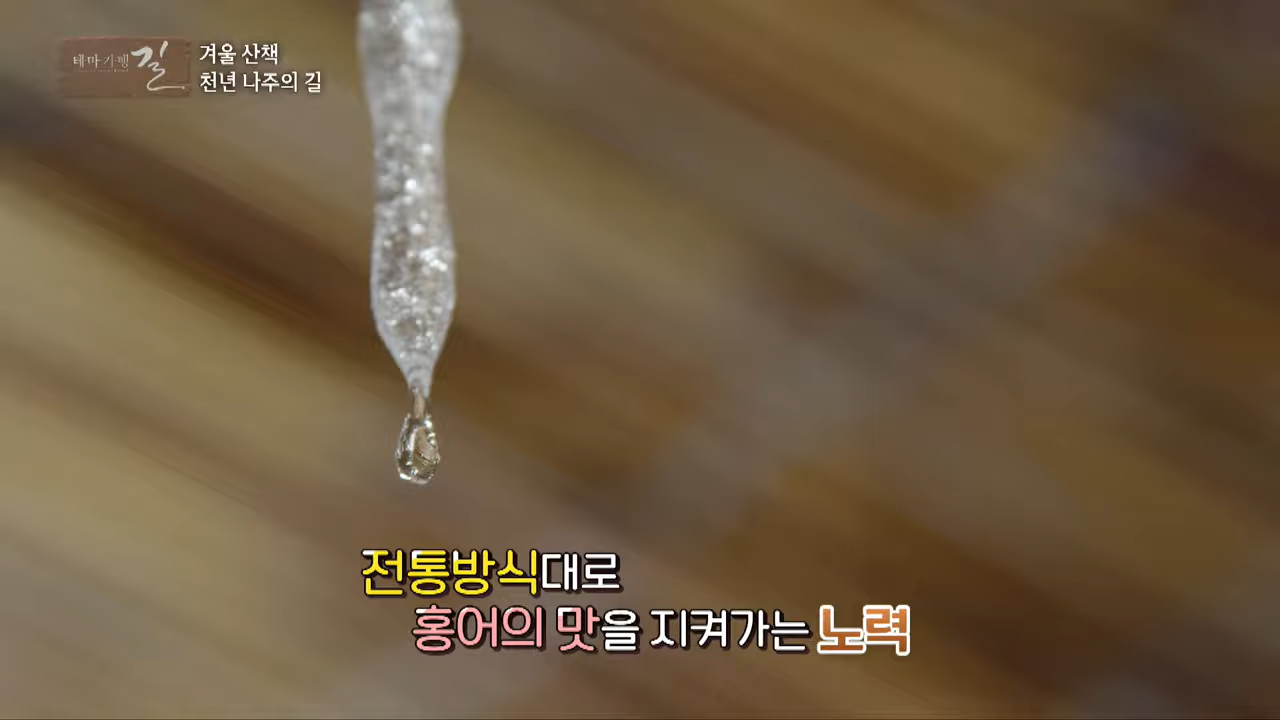 테마기행 길
겨울 산책
천년 나주의 길
전통방식대로
홍어의 맛을 지켜가는 노력